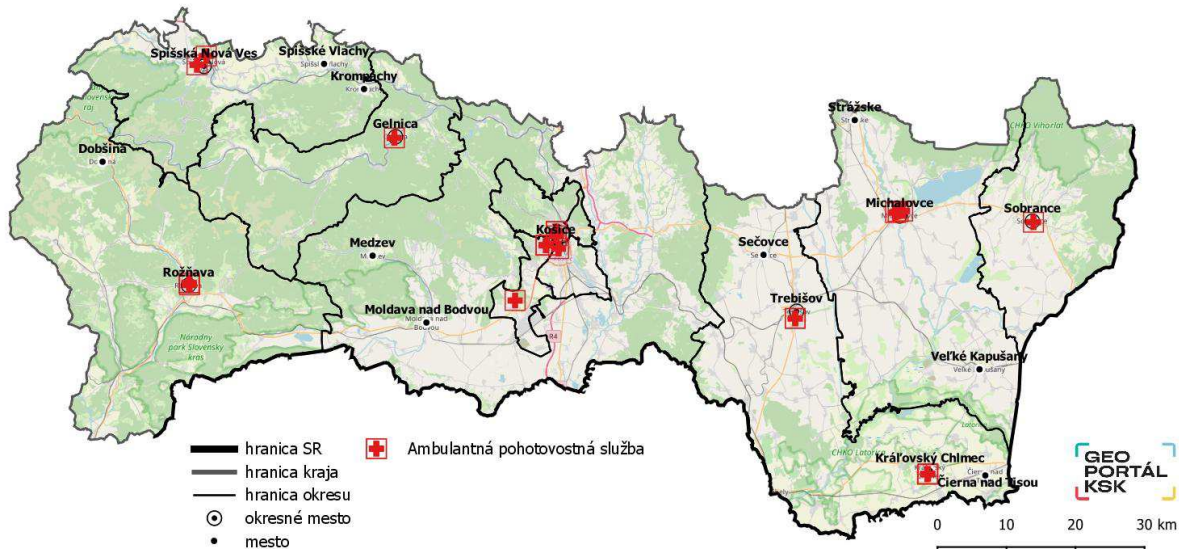 Spišská Nová Ves
Spišské Vlachy
Krompachy
Strážske
CHKO Vihorlat
Gelnica
Dobšiná
Michalovce
Sobrance
Košice
Medzev
Sečovce
Rožňava
Moldava nad Bodvou
Trebišov
R4
Národný
park Slovenský
kras
Veľké Kapušany
Kráľovský Chlmec
CHKO Latorica
Čierna nad Tisou
hranica SR
hranica kraja
hranica okresu
okresné mesto
mesto
Ambulantná pohotovostná služba
GEO
PORTÁL
KSK
0 10 20 30 km